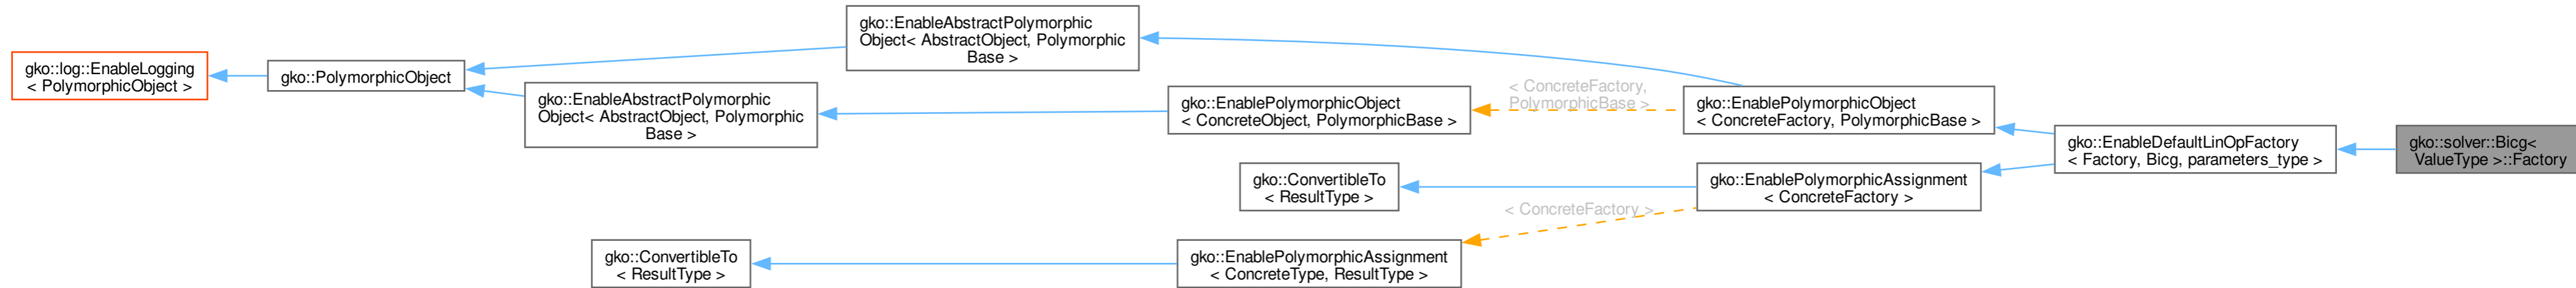 gko::log::EnableLogging
< PolymorphicObject >
gko::PolymorphicObject
gko::EnableAbstractPolymorphic
Object< AbstractObject, Polymorphic
Base >
gko::EnableAbstractPolymorphic
Object< AbstractObject, Polymorphic
Base >
gko::EnablePolymorphicObject
< ConcreteObject, PolymorphicBase >
< ConcreteFactory,
PolymorphicBase >
gko::EnablePolymorphicObject
< ConcreteFactory, PolymorphicBase >
gko::ConvertibleTo
< ResultType >
gko::EnablePolymorphicAssignment
< ConcreteFactory >
gko::ConvertibleTo
< ResultType >
gko::EnablePolymorphicAssignment
< ConcreteType, ResultType >
< ConcreteFactory >
gko::EnableDefaultLinOpFactory
< Factory, Bicg, parameters_type >
gko::solver::Bicg<
ValueType >::Factory